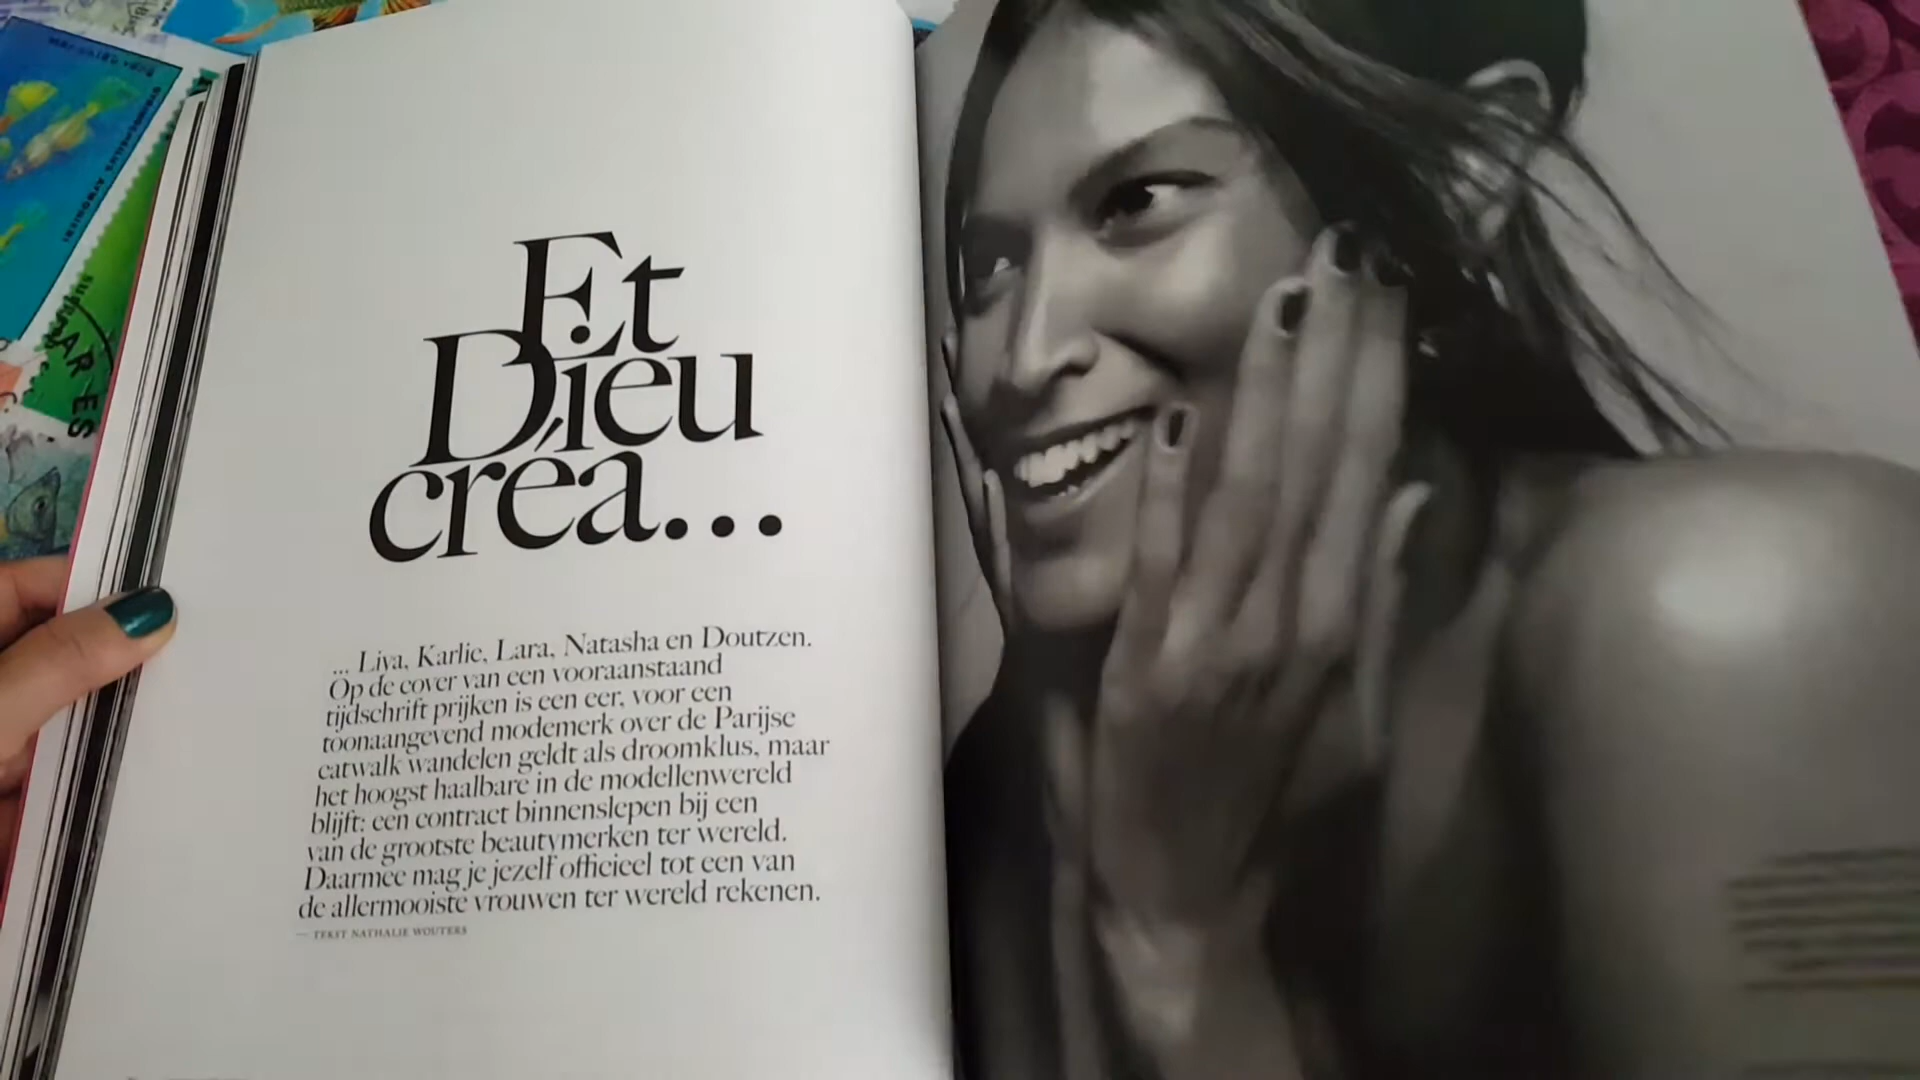 Et
Dieu
créa...
... Liya, Karlie, Lara, Natasha en Doutzen.
Op de cover van een vooraanstaand
tijdschrift prijken is een eer, voor een
toonaangevend modemerk over de Parijse
catwalk wandelen geldt als droomklus, maar
het hoogst haalbare in de modellenwereld
blijft: een contract binnenslepen bij een
van de grootste beautymerken ter wereld.
Daarmee mag je jezelf officieel tot een van
de allermooiste vrouwen ter wereld rekenen.
— TEKST NATHALIE WOUTERS